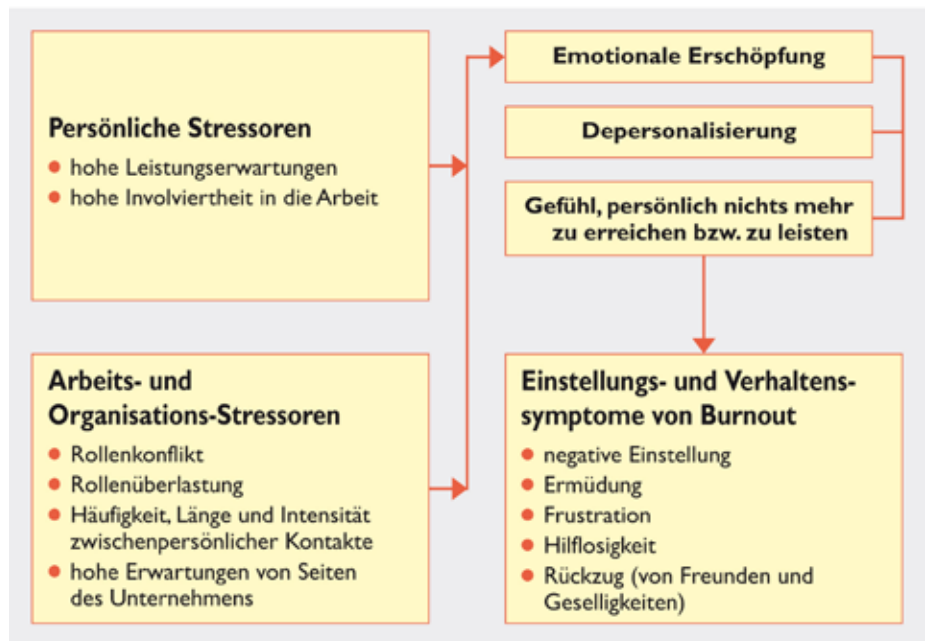 Persönliche Stressoren
• hohe Leistungserwartungen
• hohe Involviertheit in die Arbeit
Arbeits- und
Organisations-Stressoren
• Rollenkonflikt
• Rollenüberlastung
• Häufigkeit, Länge und Intensität
zwischenpersönlicher Kontakte
• hohe Erwartungen von Seiten
des Unternehmens
Emotionale Erschöpfung
Depersonalisierung
Gefühl, persönlich nichts mehr
zu erreichen bzw. zu leisten
Einstellungs- und Verhaltens-
symptome von Burnout
• negative Einstellung
• Ermüdung
• Frustration
• Hilflosigkeit
• Rückzug (von Freunden und
Geselligkeiten)